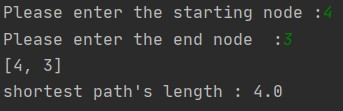 Please enter the starting node :4
Please enter the end node  :3
[4, 3]
shortest path's length : 4.0